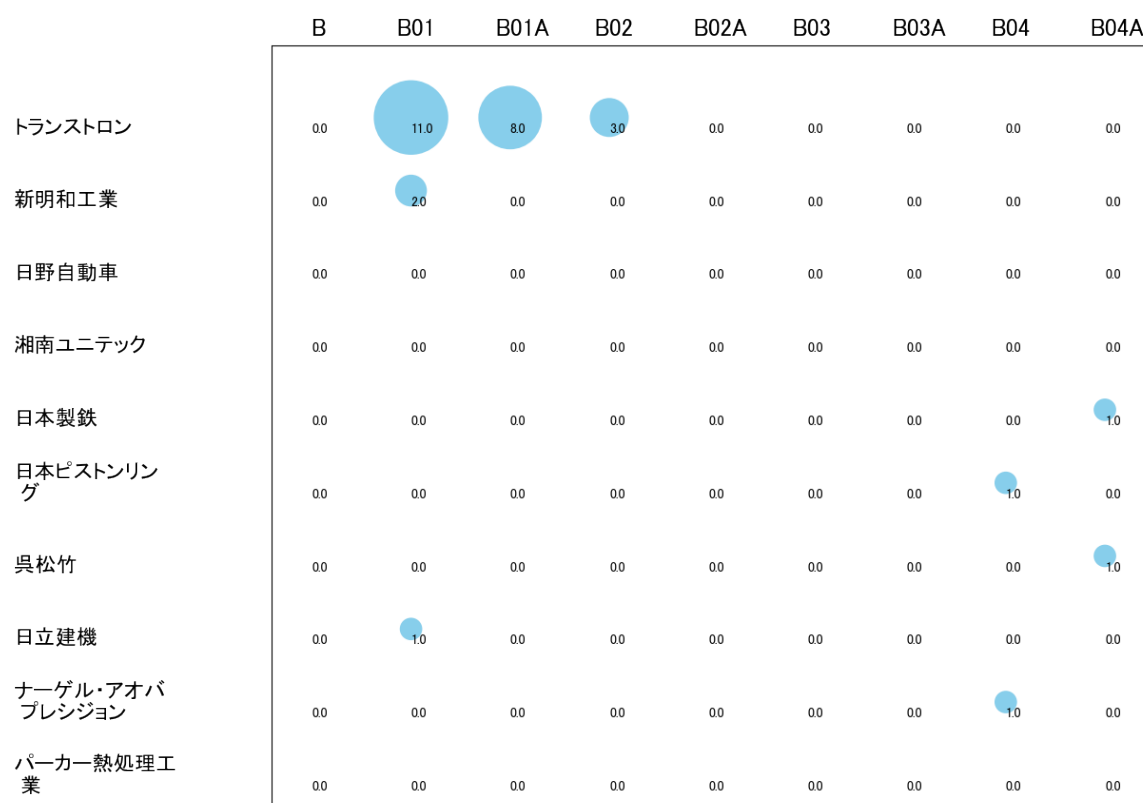 B B01 B01A B02 B02A B03 B03A B04 B04A
トランストロン 0.0 11.0 8.0 3.0 0.0 0.0 0.0 0.0 0.0
新明和工業 0.0 2.0 0.0 0.0 0.0 0.0 0.0 0.0 0.0
日野自動車 0.0 0.0 0.0 0.0 0.0 0.0 0.0 0.0 0.0
湘南ユニテック 0.0 0.0 0.0 0.0 0.0 0.0 0.0 0.0 0.0
日本製鉄 0.0 0.0 0.0 0.0 0.0 0.0 0.0 0.0 1.0
日本ピストンリン
グ 0.0 0.0 0.0 0.0 0.0 0.0 0.0 1.0 0.0
呉松竹 0.0 0.0 0.0 0.0 0.0 0.0 0.0 0.0 1.0
日立建機 0.0 1.0 0.0 0.0 0.0 0.0 0.0 0.0 0.0
ナーゲル・アオバ
プレシジョン 0.0 0.0 0.0 0.0 0.0 0.0 0.0 1.0 0.0
パーカー熱処理工
業 0.0 0.0 0.0 0.0 0.0 0.0 0.0 0.0 0.0